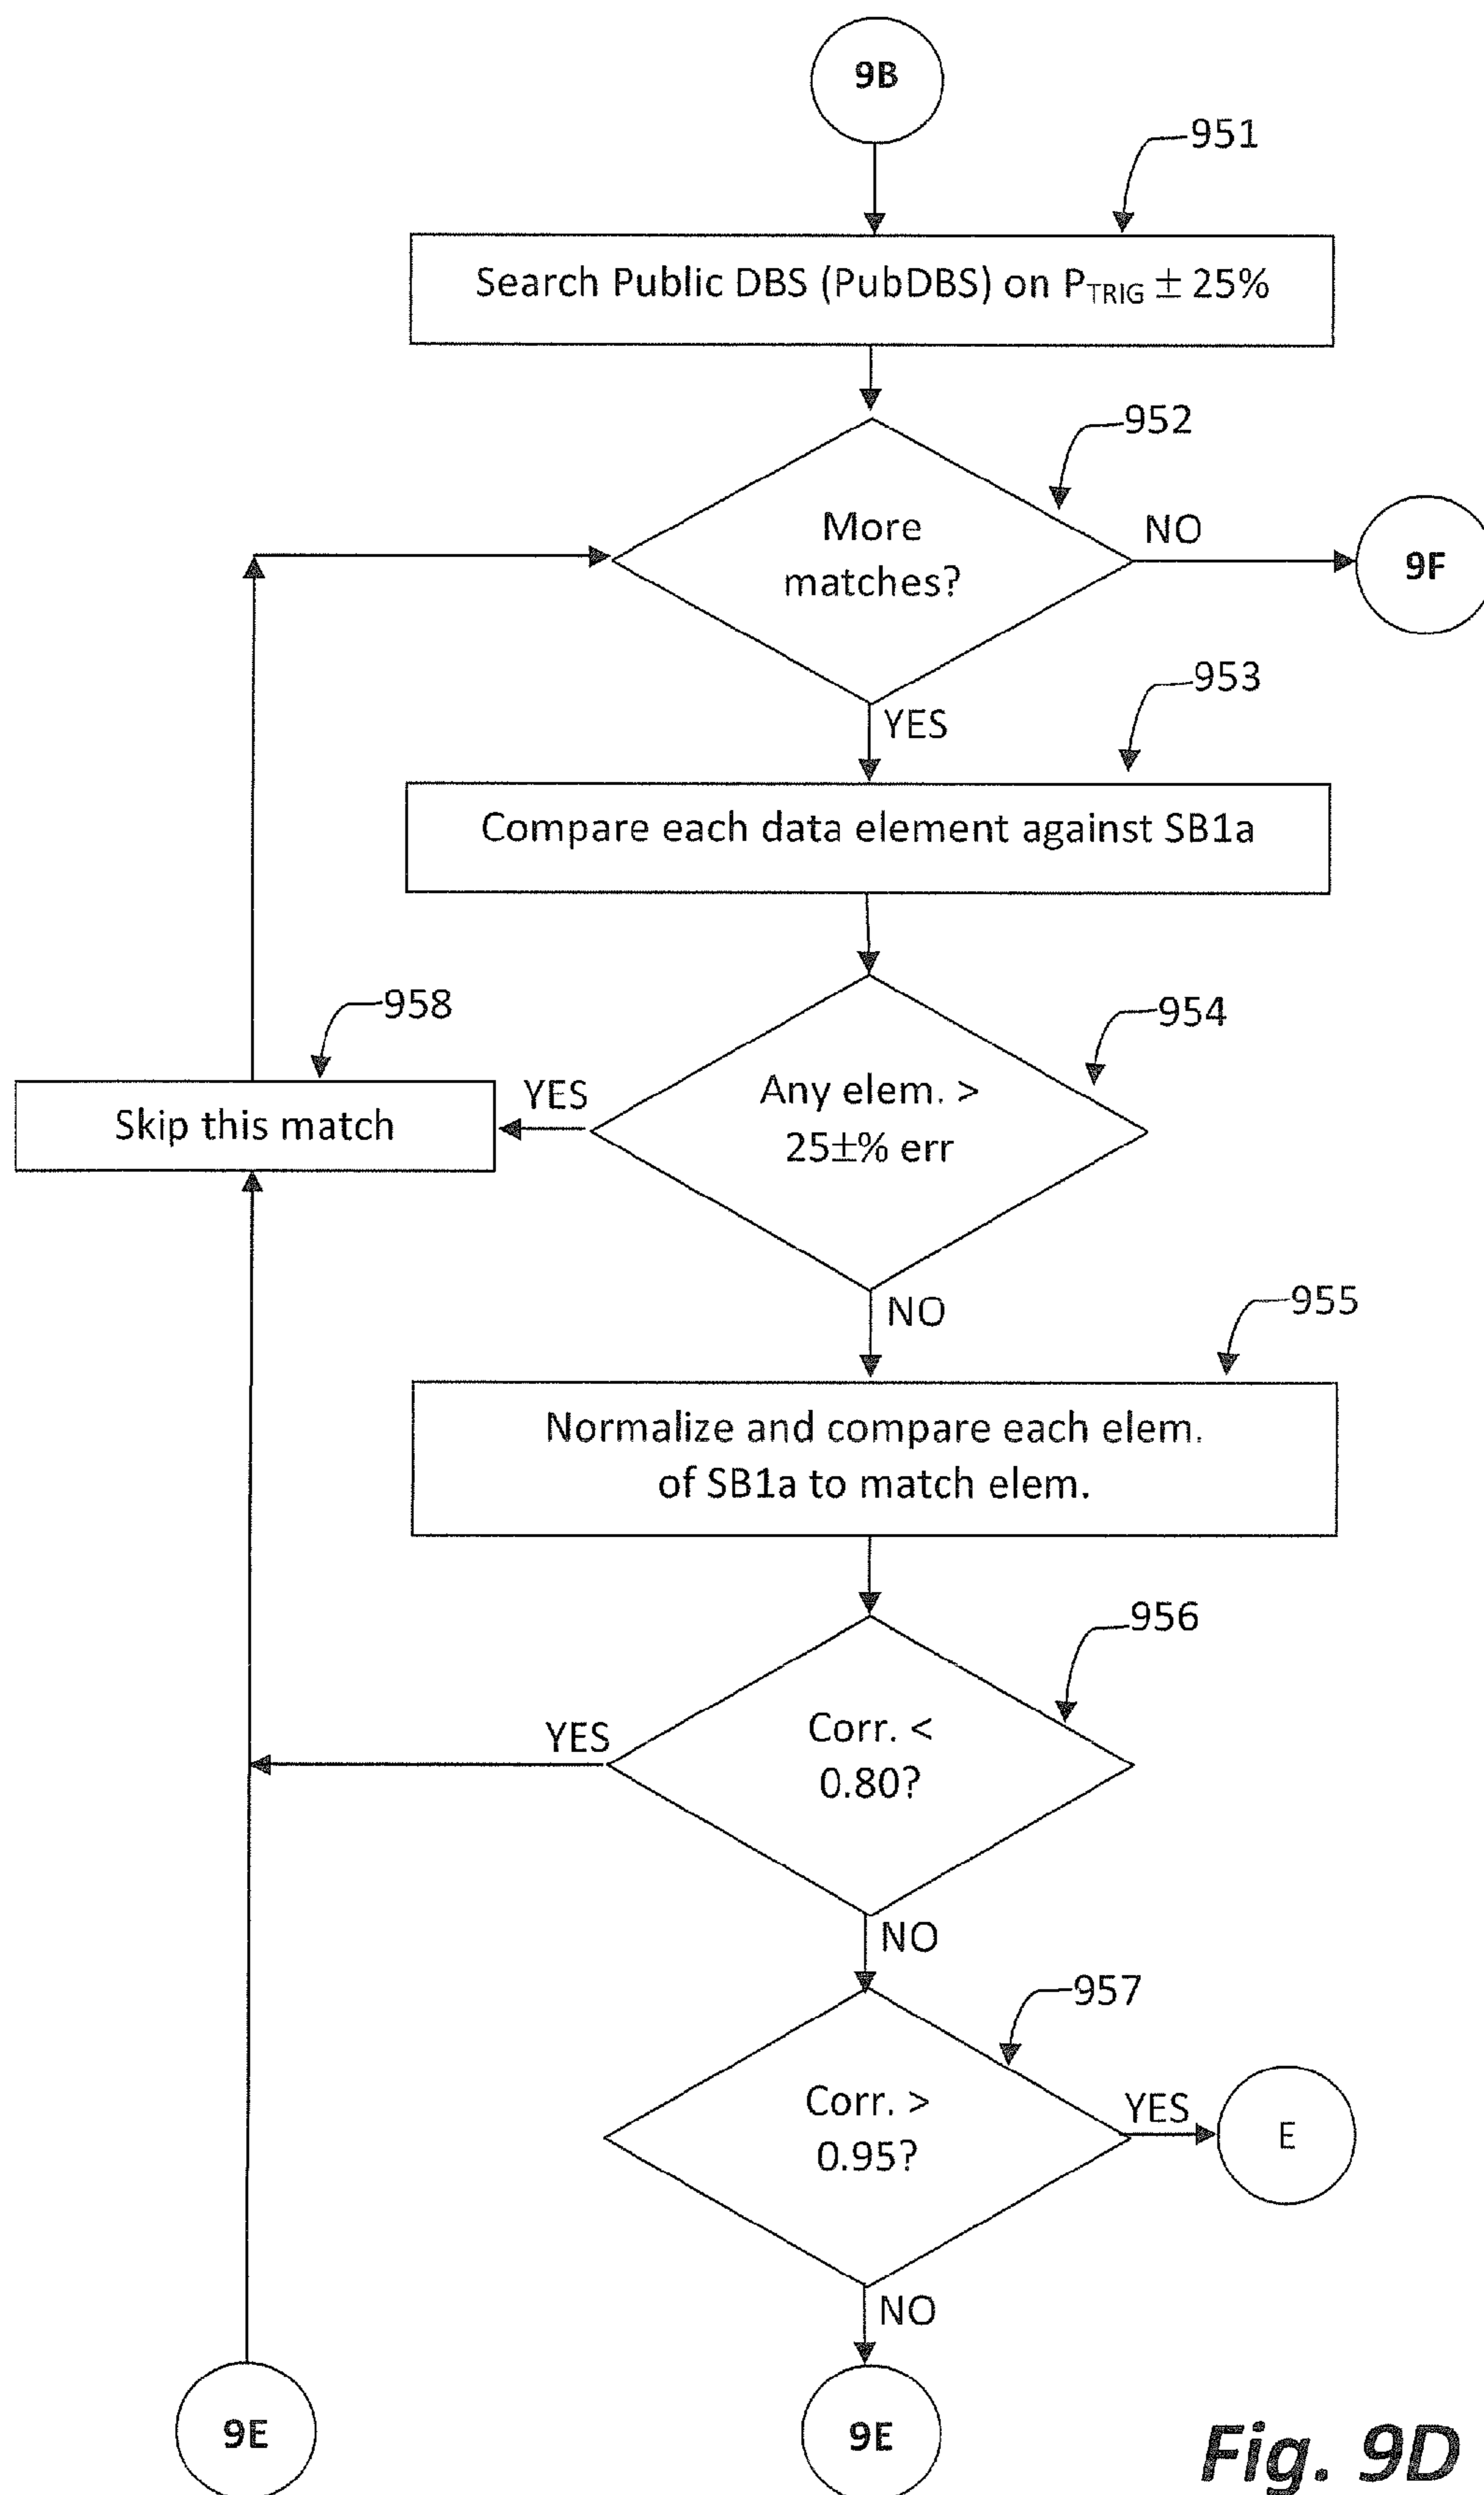 9B
951
Search Public DBS (PubDBS) on PTRIG ± 25%
952
More
matches?
NO
9F
953
YES
Compare each data element against SB1a
958
954
Skip this match
YES
Any elem. >
25±% err
NO
955
Normalize and compare each elem.
of SB1a to match elem.
956
YES
Corr. <
0.80?
NO
957
Corr. >
0.95?
YES
E
NO
9E
9E
Fig. 9D